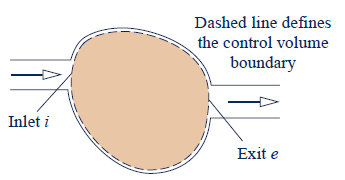 Dashed line defines
the control volume
boundary
Inlet i
Exit e